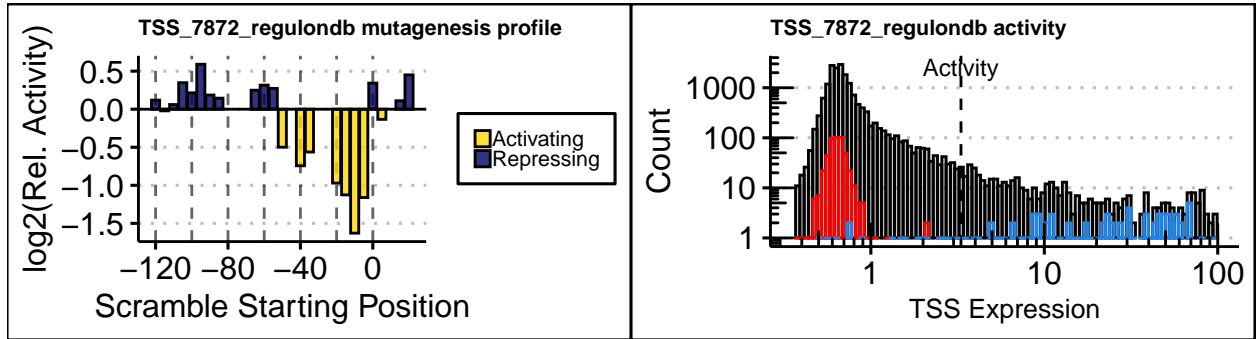 TSS_7872_regulondb mutagenesis profile
log2(Rel. Activity)
0.5
0.0
−0.5
−1.0
−1.5
−120 −80 −40 0
Scramble Starting Position
Activating
Repressing
TSS_7872_regulondb activity
Activity
Count
1000
100
10
1
1 10 100
TSS Expression